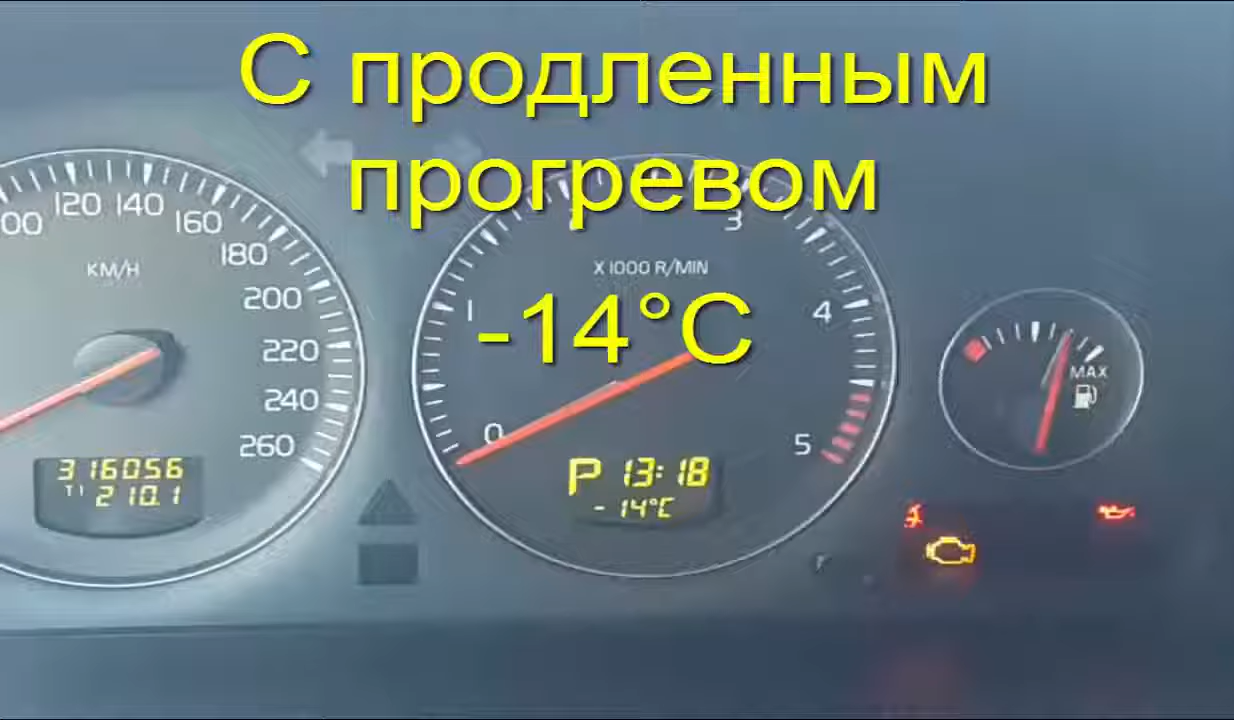 С продленным
прогревом
-14°C
00
120
140
160
180
200
220
240
260
KM/H
316056
T1 210.1
0
1
3
4
5
X 1000 R/MIN
P 13:18
-14°C
MAX